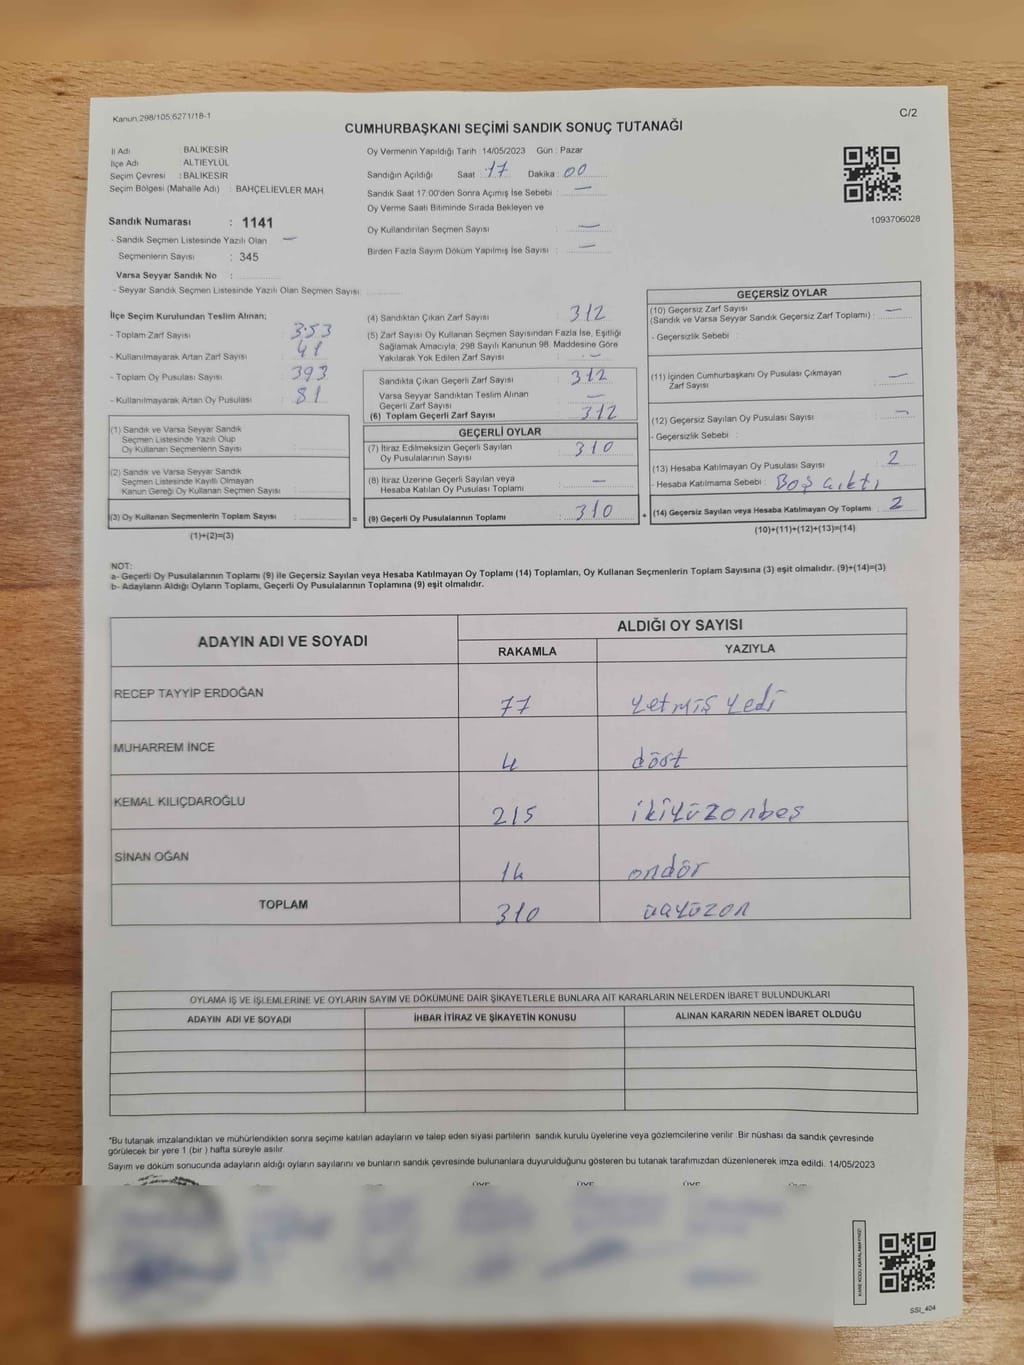 Kanun:298/105,6271/18-1
C/2
CUMHURBAŞKANI SEÇİMİ SANDIK SONUÇ TUTANAĞI
İl Adı : BALIKESİR
İlçe Adı : ALTIEYLÜL
Seçim Çevresi : BALIKESİR
Seçim Bölgesi (Mahalle Adı) : BAHÇELİEVLER MAH.
Sandık Numarası : 1141
- Sandık Seçmen Listesinde Yazılı Olan —
Seçmenlerin Sayısı : 345
Varsa Seyyar Sandık No :
- Seyyar Sandık Seçmen Listesinde Yazılı Olan Seçmen Sayısı:
Oy Vermenin Yapıldığı Tarih :14/05/2023 Gün : Pazar
Sandığın Açıldığı Saat : 17 Dakika : 00
Sandık Saat 17:00'den Sonra Açımış İse Sebebi : —
Oy Verme Saati Bitiminde Sırada Bekleyen ve
Oy Kullandırılan Seçmen Sayısı : —
Birden Fazla Sayım Döküm Yapılmış İse Sayısı : —
1093706028
İlçe Seçim Kurulundan Teslim Alınan;
- Toplam Zarf Sayısı : 353
- Kullanılmayarak Artan Zarf Sayısı : 41
- Toplam Oy Pusulası Sayısı : 393
- Kullanılmayarak Artan Oy Pusulası : 81
(1) Sandık ve Varsa Seyyar Sandık
Seçmen Listesinde Yazılı Olup
Oy Kullanan Seçmenlerin Sayısı :
(2) Sandık ve Varsa Seyyar Sandık
Seçmen Listesinde Kayıtlı Olmayan
Kanun Gereği Oy Kullanan Seçmen Sayısı :
(3) Oy Kullanan Seçmenlerin Toplam Sayısı :
(1)+(2)=(3)
(4) Sandıktan Çıkan Zarf Sayısı : 312
(5) Zarf Sayısı Oy Kullanan Seçmen Sayısından Fazla İse, Eşitliği
Sağlamak Amacıyla; 298 Sayılı Kanunun 98. Maddesine Göre
Yakılarak Yok Edilen Zarf Sayısı : —
Sandıkta Çıkan Geçerli Zarf Sayısı : 312
Varsa Seyyar Sandıktan Teslim Alınan
Geçerli Zarf Sayısı : —
(6) Toplam Geçerli Zarf Sayısı : 312
GEÇERLİ OYLAR
(7) İtiraz Edilmeksizin Geçerli Sayılan
Oy Pusulalarının Sayısı : 310
(8) İtiraz Üzerine Geçerli Sayılan veya
Hesaba Katılan Oy Pusulası Toplamı : —
= (9) Geçerli Oy Pusulalarının Toplamı : 310
GEÇERSİZ OYLAR
(10) Geçersiz Zarf Sayısı
(Sandık ve Varsa Seyyar Sandık Geçersiz Zarf Toplamı) : —
- Geçersizlik Sebebi :
(11) İçinden Cumhurbaşkanı Oy Pusulası Çıkmayan
Zarf Sayısı : —
(12) Geçersiz Sayılan Oy Pusulası Sayısı : —
- Geçersizlik Sebebi :
(13) Hesaba Katılmayan Oy Pusulası Sayısı : 2
- Hesaba Katılmama Sebebi : Boş çıktı
+ (14) Geçersiz Sayılan veya Hesaba Katılmayan Oy Toplamı : 2
(10)+(11)+(12)+(13)=(14)
NOT:
a- Geçerli Oy Pusulalarının Toplamı (9) ile Geçersiz Sayılan veya Hesaba Katılmayan Oy Toplamı (14) Toplamları, Oy Kullanan Seçmenlerin Toplam Sayısına (3) eşit olmalıdır. (9)+(14)=(3)
b- Adayların Aldığı Oyların Toplamı, Geçerli Oy Pusulalarının Toplamına (9) eşit olmalıdır.
ADAYIN ADI VE SOYADI
ALDIĞI OY SAYISI
RAKAMLA YAZIYLA
RECEP TAYYİP ERDOĞAN 77 yetmiş yedi
MUHARREM İNCE 4 döst
KEMAL KILIÇDAROĞLU 215 ikiyüzonbeş
SİNAN OĞAN 14 ondör
TOPLAM 310 üçyüzon
OYLAMA İŞ VE İŞLEMLERİNE VE OYLARIN SAYIM VE DÖKÜMÜNE DAİR ŞİKAYETLERLE BUNLARA AİT KARARLARIN NELERDEN İBARET BULUNDUKLARI
ADAYIN ADI VE SOYADI İHBAR İTİRAZ VE ŞİKAYETİN KONUSU ALINAN KARARIN NEDEN İBARET OLDUĞU
*Bu tutanak imzalandıktan ve mühürlendikten sonra seçime katılan adayların ve talep eden siyasi partilerin sandık kurulu üyelerine veya gözlemcilerine verilir. Bir nüshası da sandık çevresinde
görülecek bir yere 1 (bir ) hafta süreyle asılır.
Sayım ve döküm sonucunda adayların aldığı oyların sayılarını ve bunların sandık çevresinde bulunanlara duyurulduğunu gösteren bu tutanak tarafımızdan düzenlenerek imza edildi. 14/05/2023
KARE KODU KARALAMAYINIZ!
SSİ_404